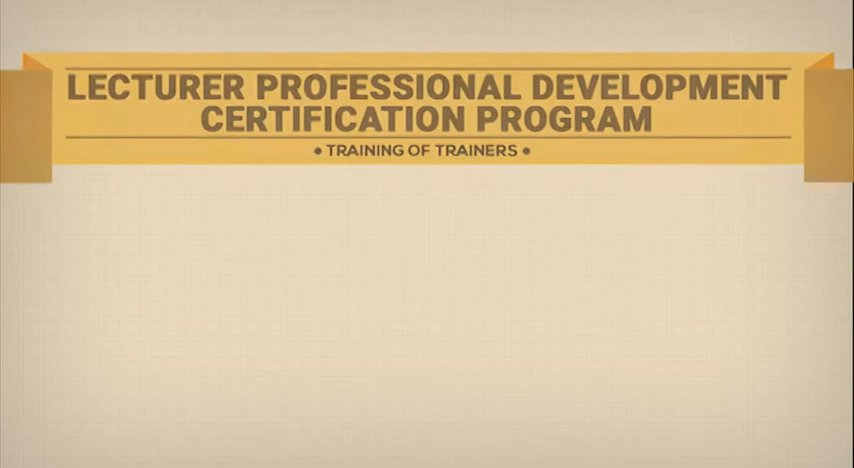 LECTURER PROFESSIONAL DEVELOPMENT
CERTIFICATION PROGRAM
• TRAINING OF TRAINERS •